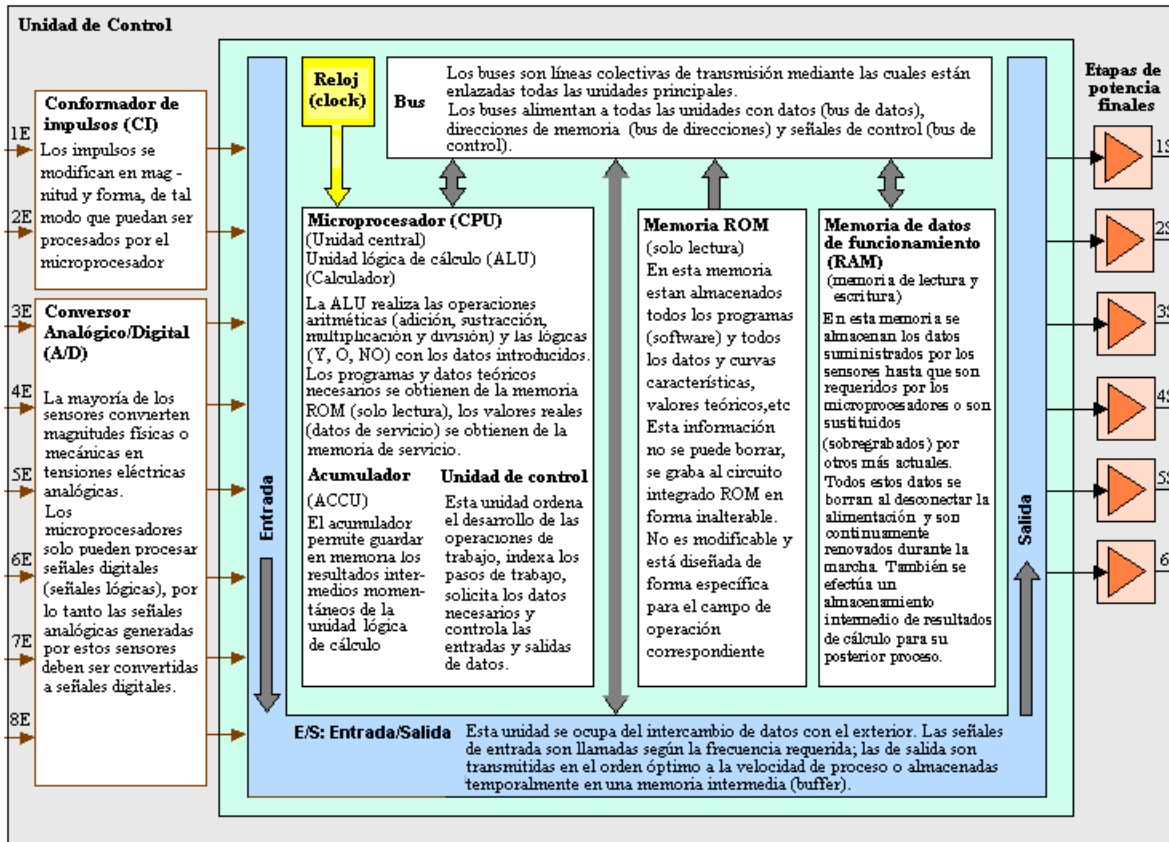 Unidad de Control
Conformador de
impulsos (CI)
Los impulsos se
modifican en mag -
nitud y forma, de tal
modo que puedan ser
procesados por el
microprocesador
1E
2E
Conversor
Analógico/Digital
(A/D)
La mayoría de los
sensores convierten
magnitudes físicas o
mecánicas en
tensiones eléctricas
analógicas.
Los
microprocesadores
solo pueden procesar
señales digitales
(señales lógicas), por
lo tanto las señales
analógicas generadas
por estos sensores
deben ser convertidas
a señales digitales.
3E
4E
5E
6E
7E
8E
Entrada
Reloj
(clock)
Bus
Los buses son líneas colectivas de transmisión mediante las cuales están
enlazadas todas las unidades principales.
Los buses alimentan a todas las unidades con datos (bus de datos),
direcciones de memoria (bus de direcciones) y señales de control (bus de
control).
Microprocesador (CPU)
(Unidad central)
Unidad lógica de cálculo (ALU)
(Calculador)
La ALU realiza las operaciones
aritméticas (adición, sustracción,
multiplicación y división) y las lógicas
(Y, O, NO) con los datos introducidos.
Los programas y datos teóricos
necesarios se obtienen de la memoria
ROM (solo lectura), los valores reales
(datos de servicio) se obtienen de la
memoria de servicio.
Acumulador
(ACCU)
El acumulador
permite guardar
en memoria los
resultados inter-
medios momen-
táneos de la
unidad lógica
de cálculo
Unidad de control
Esta unidad ordena
el desarrollo de las
operaciones de
trabajo, indexa los
pasos de trabajo,
solicita los datos
necesarios y
controla las
entradas y salidas
de datos.
Memoria ROM
(solo lectura)
En esta memoria
estan almacenados
todos los programas
(software) y todos
los datos y curvas
características,
valores teóricos,etc
Esta información
no se puede borrar,
se graba al circuito
integrado ROM en
forma inalterable.
No es modificable y
está diseñada de
forma específica
para el campo de
operación
correspondiente
Memoria de datos
de funcionamiento
(RAM)
(memoria de lectura y
escritura)
En esta memoria se
almacenan los datos
suministrados por los
sensores hasta que son
requeridos por los
microprocesadores o son
sustituidos
(sobregrabados) por
otros más actuales.
Todos estos datos se
borran al desconectar la
alimentación y son
continuamente
renovados durante la
marcha. También se
efectúa un
almacenamiento
intermedio de resultados
de cálculo para su
posterior proceso.
E/S: Entrada/Salida
Esta unidad se ocupa del intercambio de datos con el exterior. Las señales
de entrada son llamadas según la frecuencia requerida; las de salida son
transmitidas en el orden óptimo a la velocidad de proceso o almacenadas
temporalmente en una memoria intermedia (buffer).
Salida
Etapas de
potencia
finales
1S
2S
3S
4S
5S
6